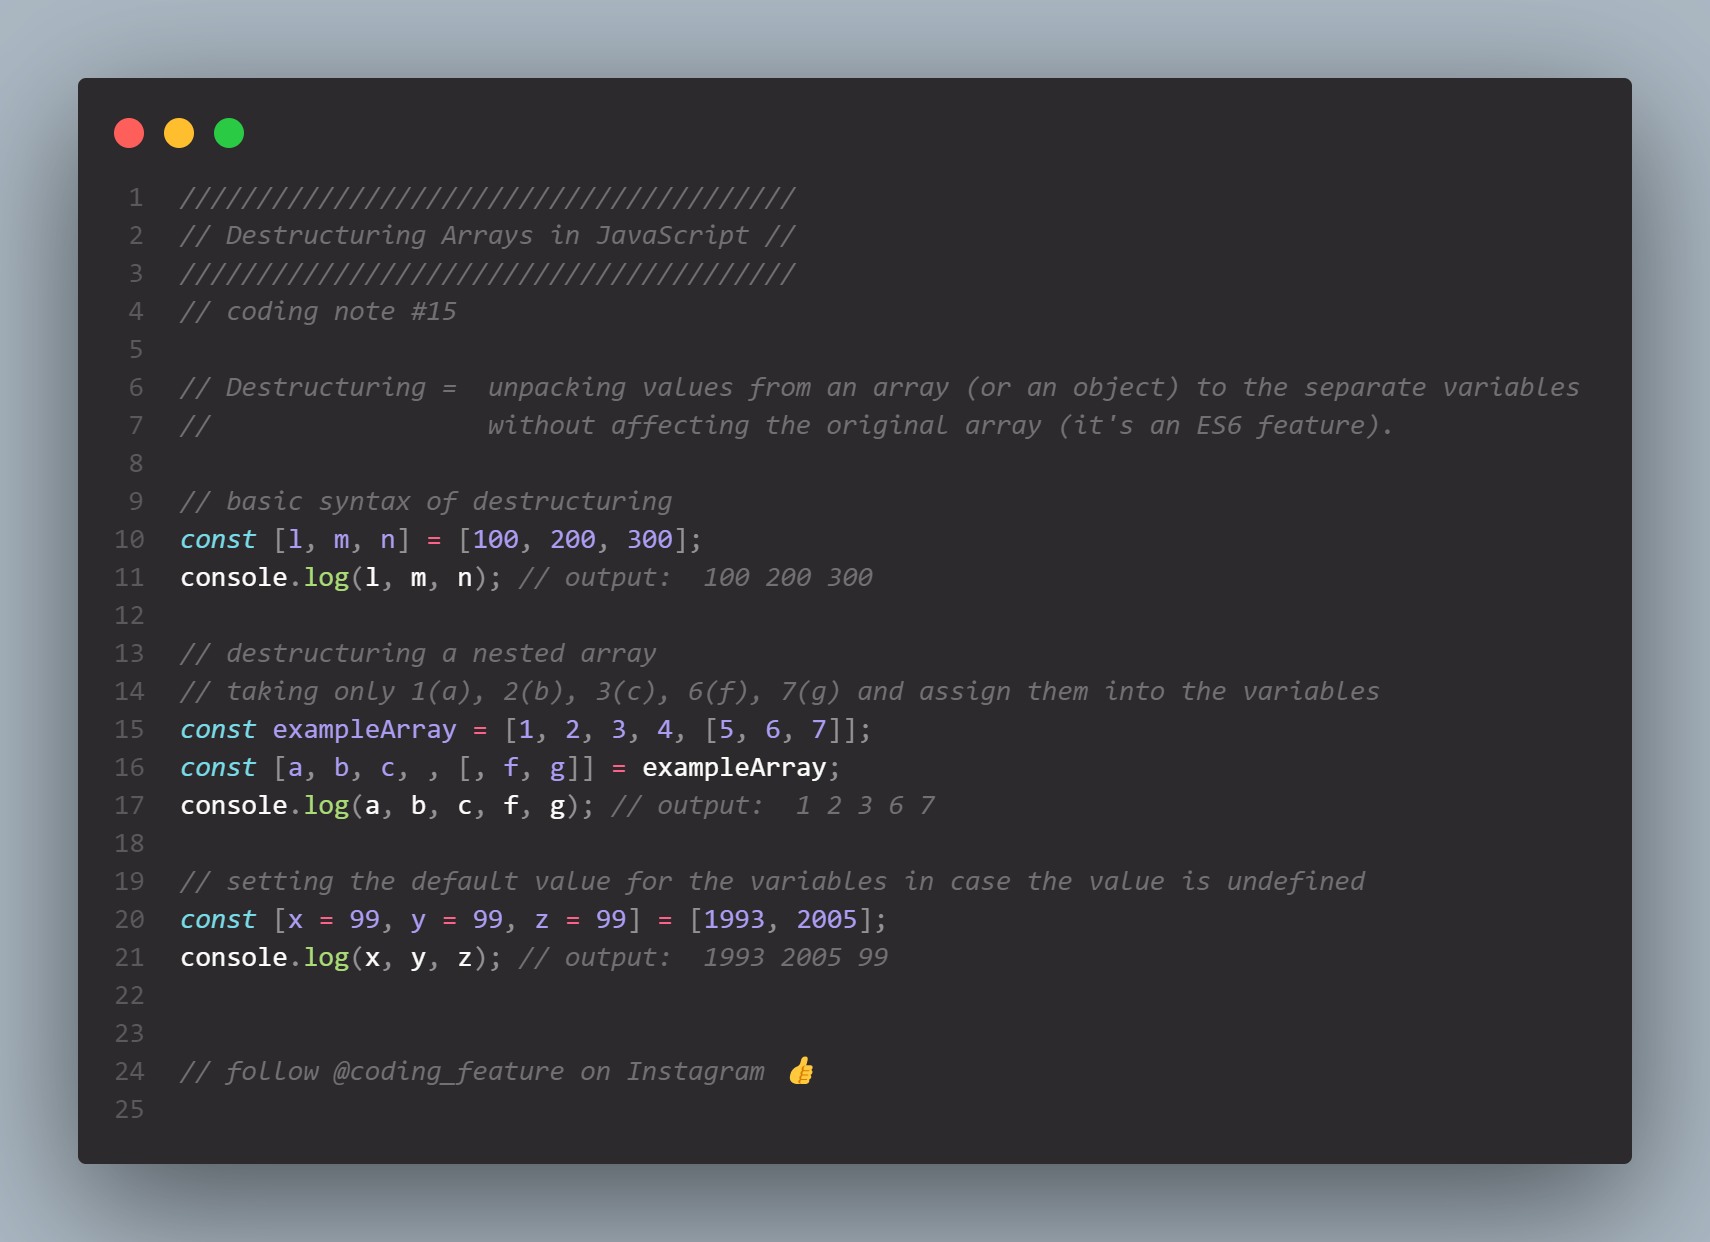 1 ////////////////////////////////////////
2 // Destructuring Arrays in JavaScript //
3 ////////////////////////////////////////
4 // coding note #15
5
6 // Destructuring =  unpacking values from an array (or an object) to the separate variables
7 //                  without affecting the original array (it's an ES6 feature).
8
9 // basic syntax of destructuring
10 const [l, m, n] = [100, 200, 300];
11 console.log(l, m, n); // output:  100 200 300
12
13 // destructuring a nested array
14 // taking only 1(a), 2(b), 3(c), 6(f), 7(g) and assign them into the variables
15 const exampleArray = [1, 2, 3, 4, [5, 6, 7]];
16 const [a, b, c, , [, f, g]] = exampleArray;
17 console.log(a, b, c, f, g); // output:  1 2 3 6 7
18
19 // setting the default value for the variables in case the value is undefined
20 const [x = 99, y = 99, z = 99] = [1993, 2005];
21 console.log(x, y, z); // output:  1993 2005 99
22
23
24 // follow @coding_feature on Instagram 👍
25